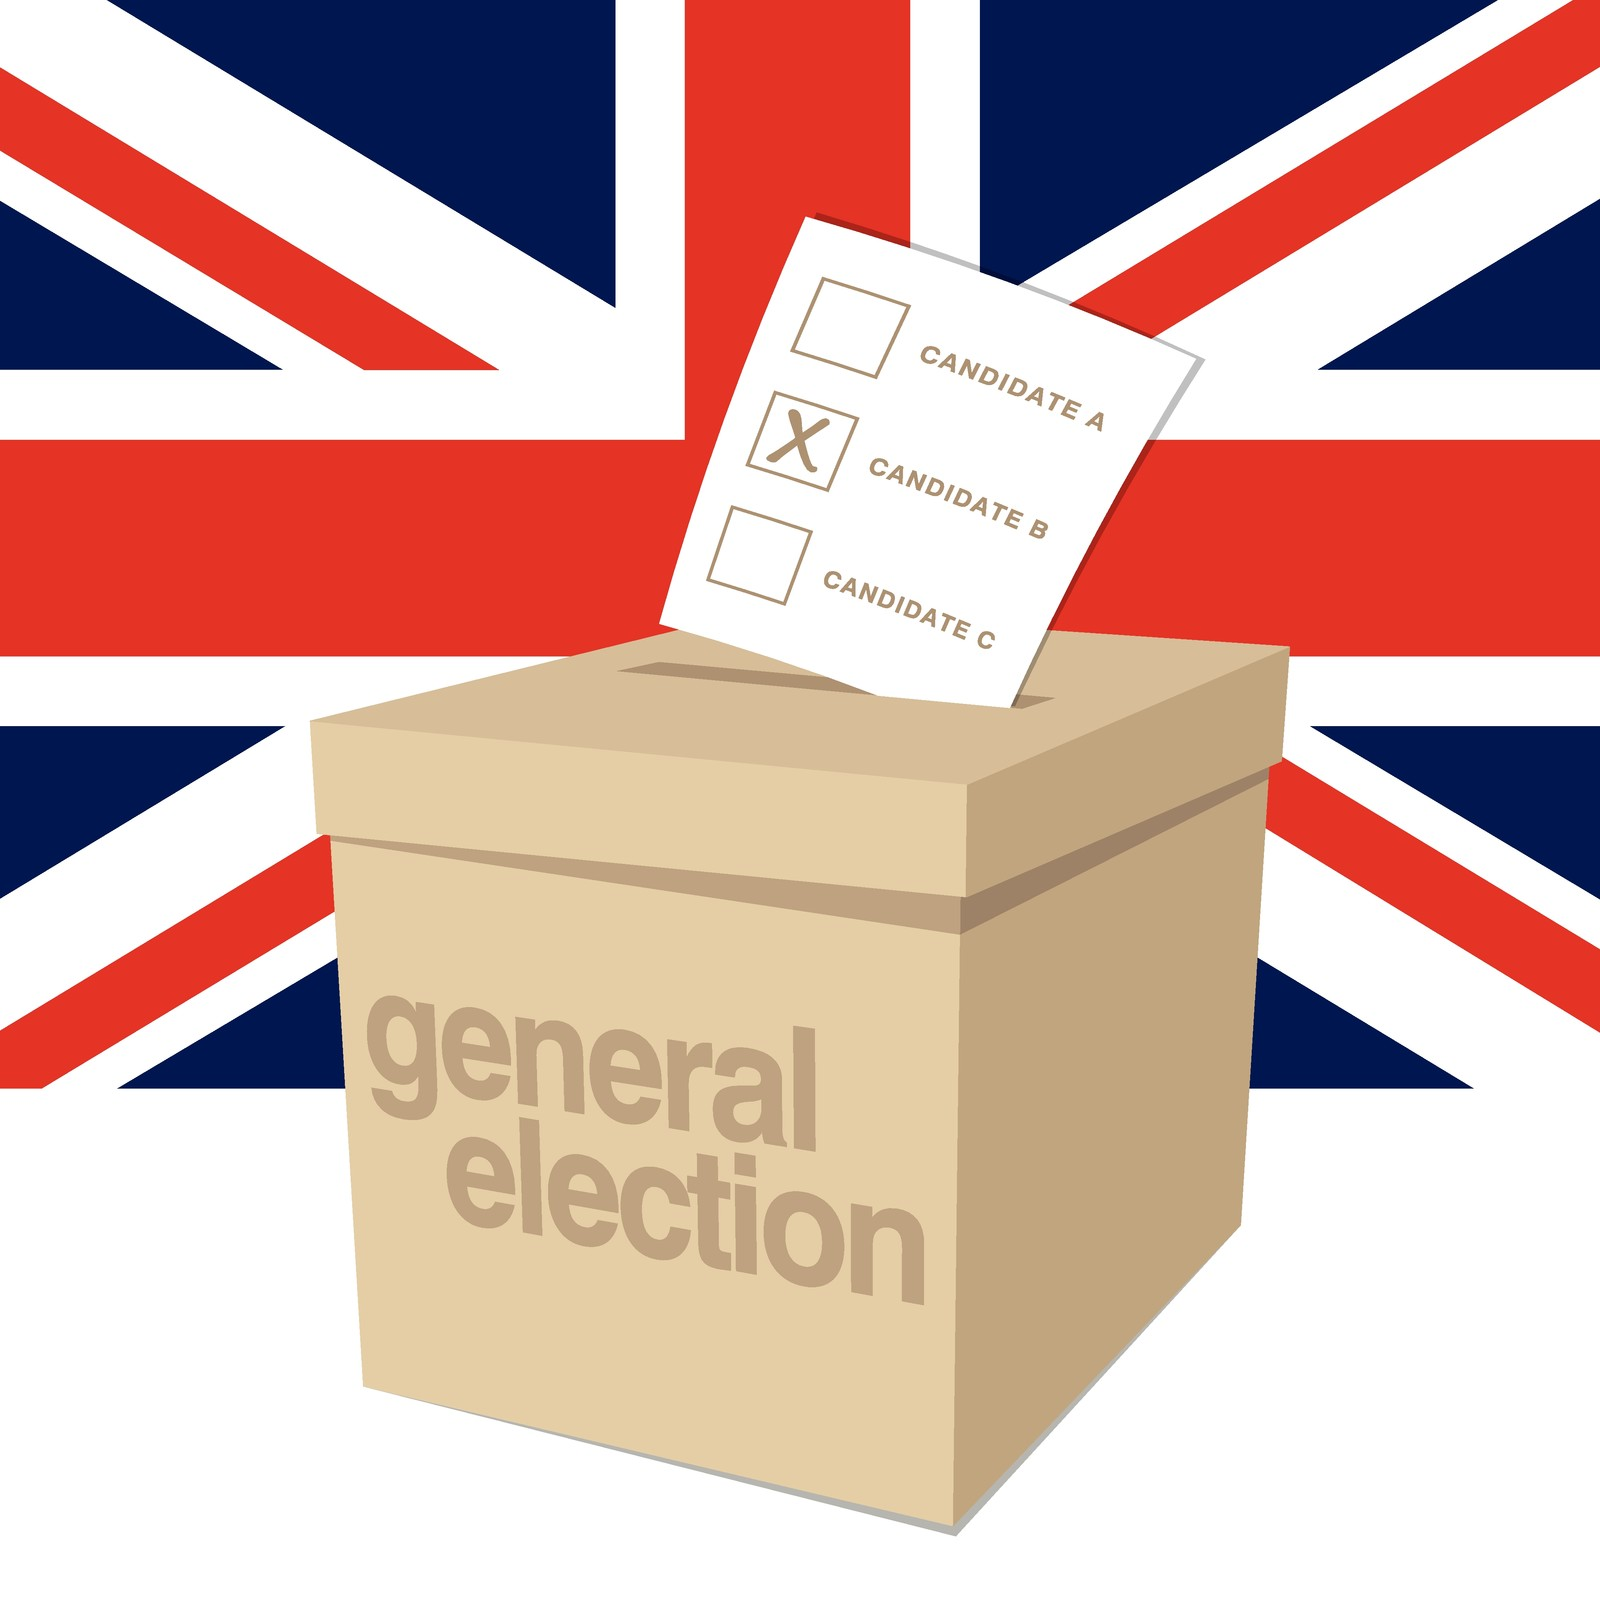 CANDIDATE A
X
CANDIDATE B
CANDIDATE C
general
election